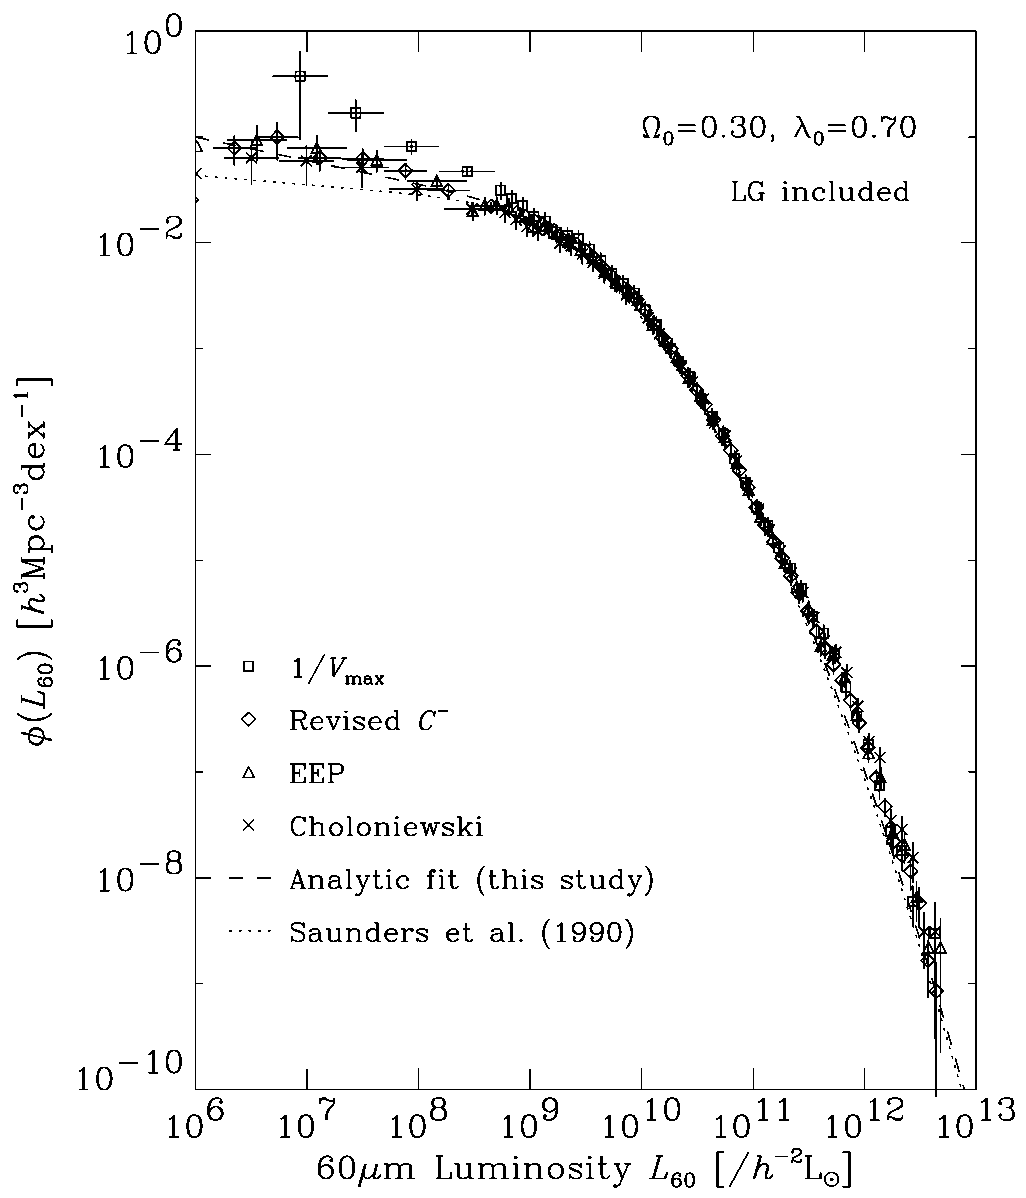 10⁰
10⁻²
10⁻⁴
10⁻⁶
10⁻⁸
10⁻¹⁰
ϕ(L₆₀) [h³Mpc⁻³dex⁻¹]
Ω₀=0.30, λ₀=0.70
LG included
1/Vmax
Revised C⁻
EEP
Choloniewski
Analytic fit (this study)
Saunders et al. (1990)
10⁶ 10⁷ 10⁸ 10⁹ 10¹⁰ 10¹¹ 10¹² 10¹³
60μm Luminosity L₆₀ [/h⁻²L⊙]